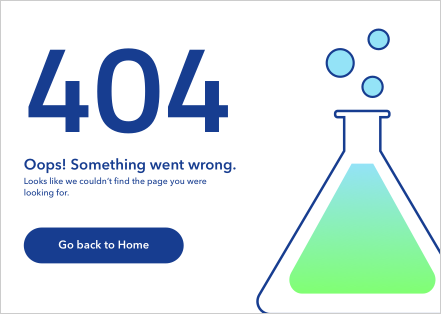 404
Oops! Something went wrong.
Looks like we couldn't find the page you were
looking for.
Go back to Home